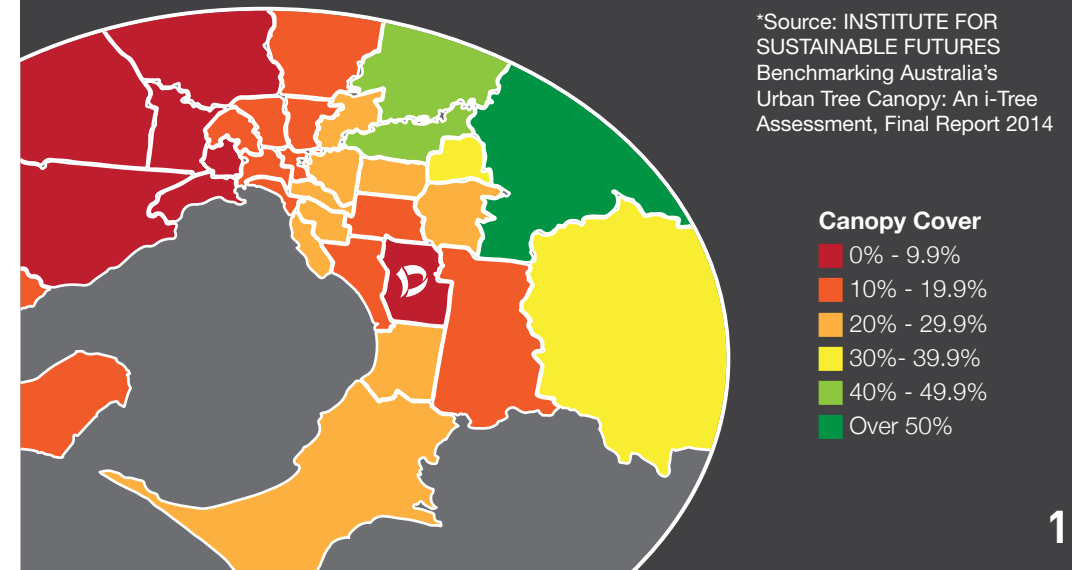 *Source: INSTITUTE FOR
SUSTAINABLE FUTURES
Benchmarking Australia’s
Urban Tree Canopy: An i-Tree
Assessment, Final Report 2014
Canopy Cover
0% - 9.9%
10% - 19.9%
20% - 29.9%
30%- 39.9%
40% - 49.9%
Over 50%
1